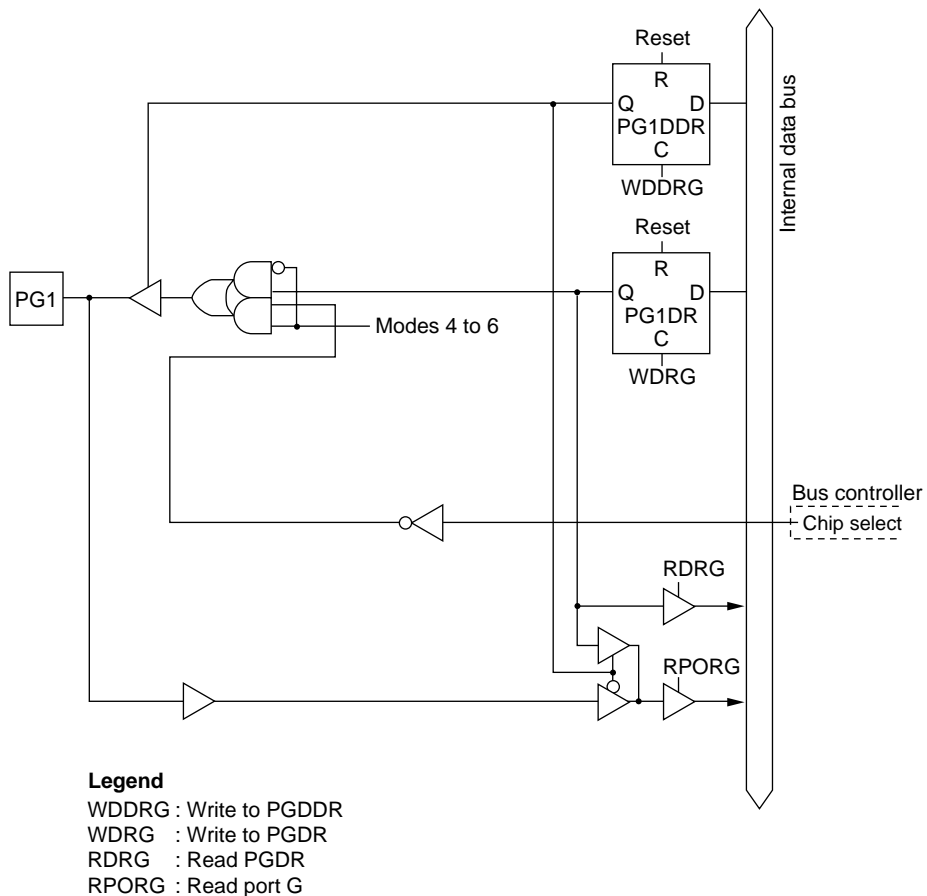 Reset
R
Q D
PG1DDR
C
WDDRG
Internal data bus
Reset
R
PG1
Q D
PG1DR
C
Modes 4 to 6
WDRG
Bus controller
Chip select
RDRG
RPORG
Legend
WDDRG : Write to PGDDR
WDRG : Write to PGDR
RDRG : Read PGDR
RPORG : Read port G